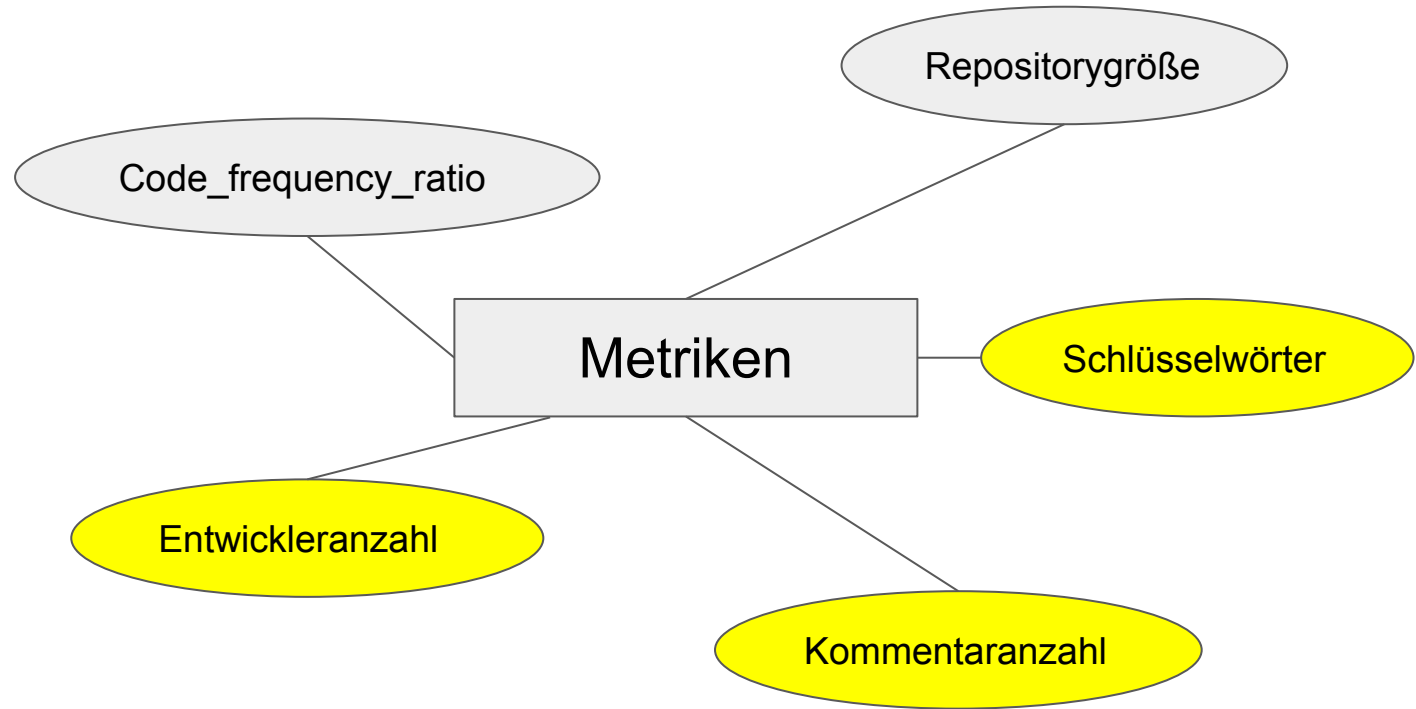 Repositorygröße
Code_frequency_ratio
Metriken
Schlüsselwörter
Entwickleranzahl
Kommentaranzahl